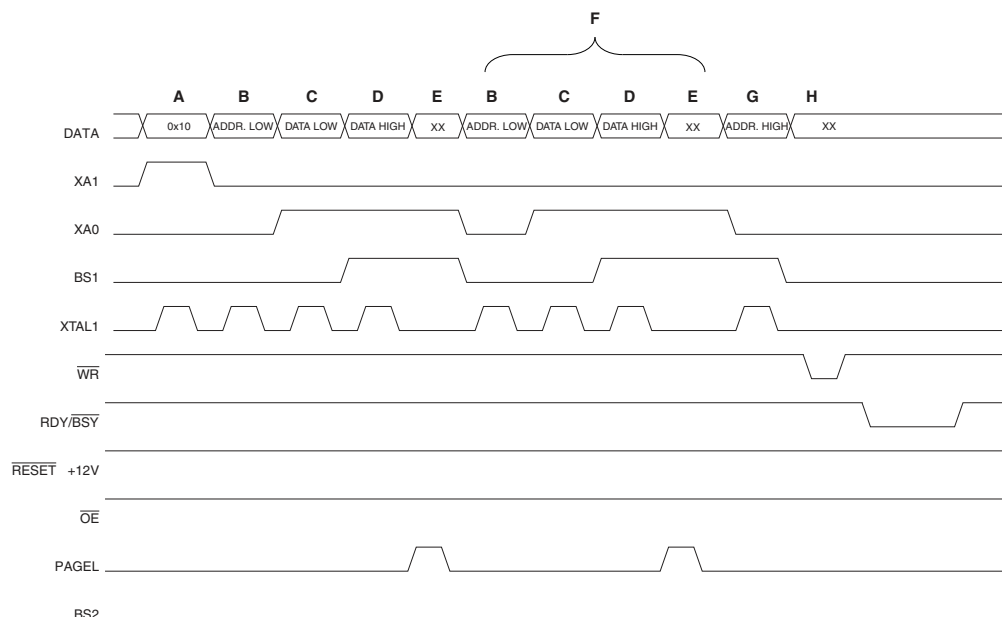 F
A B C D E B C D E G H
DATA 0x10 ADDR. LOW DATA LOW DATA HIGH XX ADDR. LOW DATA LOW DATA HIGH XX ADDR. HIGH XX
XA1
XA0
BS1
XTAL1
WR
RDY/BSY
RESET +12V
OE
PAGEL
BS2